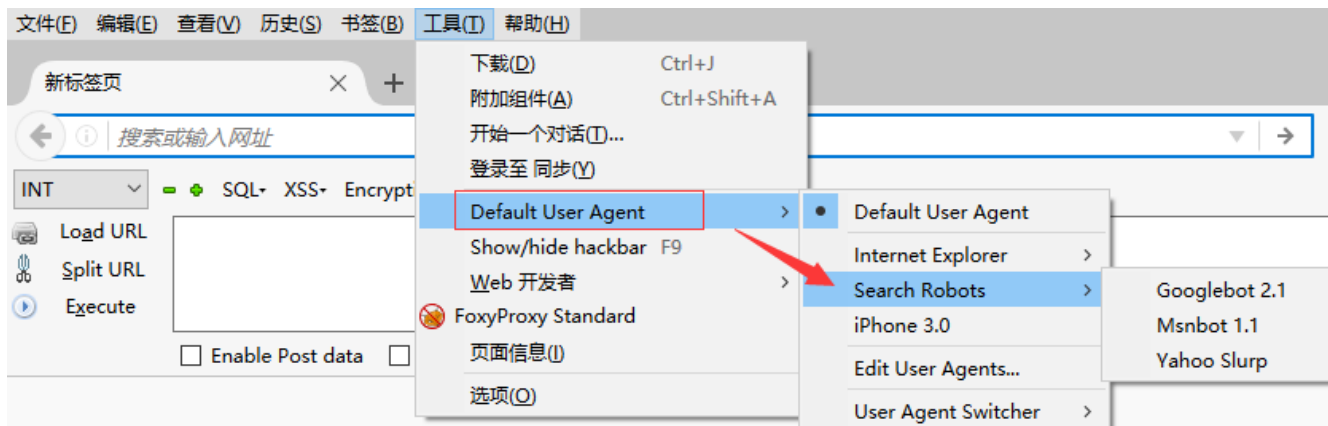 文件(F) 编辑(E) 查看(V) 历史(S) 书签(B) 工具(T) 帮助(H)
新标签页
搜索或输入网址
INT SQL XSS Encrypt
Load URL
Split URL
Execute
Enable Post data
下载(D) Ctrl+J
附加组件(A) Ctrl+Shift+A
开始一个对话(T)...
登录至 同步(Y)
Default User Agent
Show/hide hackbar F9
Web 开发者
FoxyProxy Standard
页面信息(I)
选项(O)
Default User Agent
Internet Explorer
Search Robots
iPhone 3.0
Edit User Agents...
User Agent Switcher
Googlebot 2.1
Msnbot 1.1
Yahoo Slurp